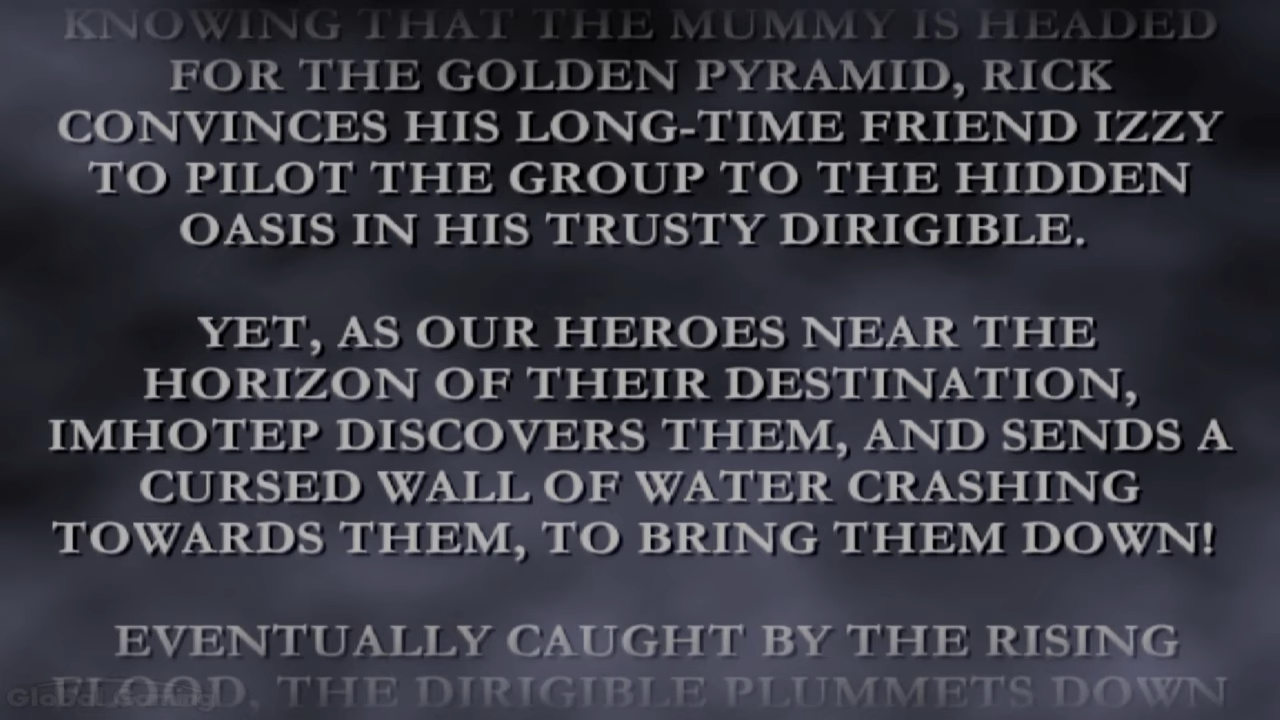 KNOWING THAT THE MUMMY IS HEADED
FOR THE GOLDEN PYRAMID, RICK
CONVINCES HIS LONG-TIME FRIEND IZZY
TO PILOT THE GROUP TO THE HIDDEN
OASIS IN HIS TRUSTY DIRIGIBLE.
YET, AS OUR HEROES NEAR THE
HORIZON OF THEIR DESTINATION,
IMHOTEP DISCOVERS THEM, AND SENDS A
CURSED WALL OF WATER CRASHING
TOWARDS THEM, TO BRING THEM DOWN!
EVENTUALLY CAUGHT BY THE RISING
FLOOD, THE DIRIGIBLE PLUMMETS DOWN
Global Gaming